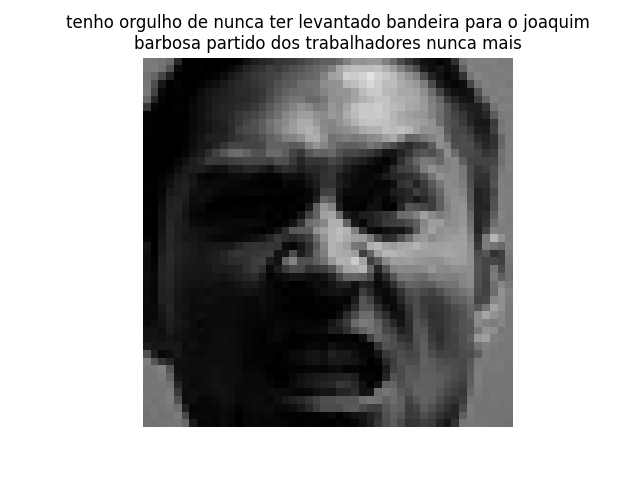 tenho orgulho de nunca ter levantado bandeira para o joaquim
barbosa partido dos trabalhadores nunca mais